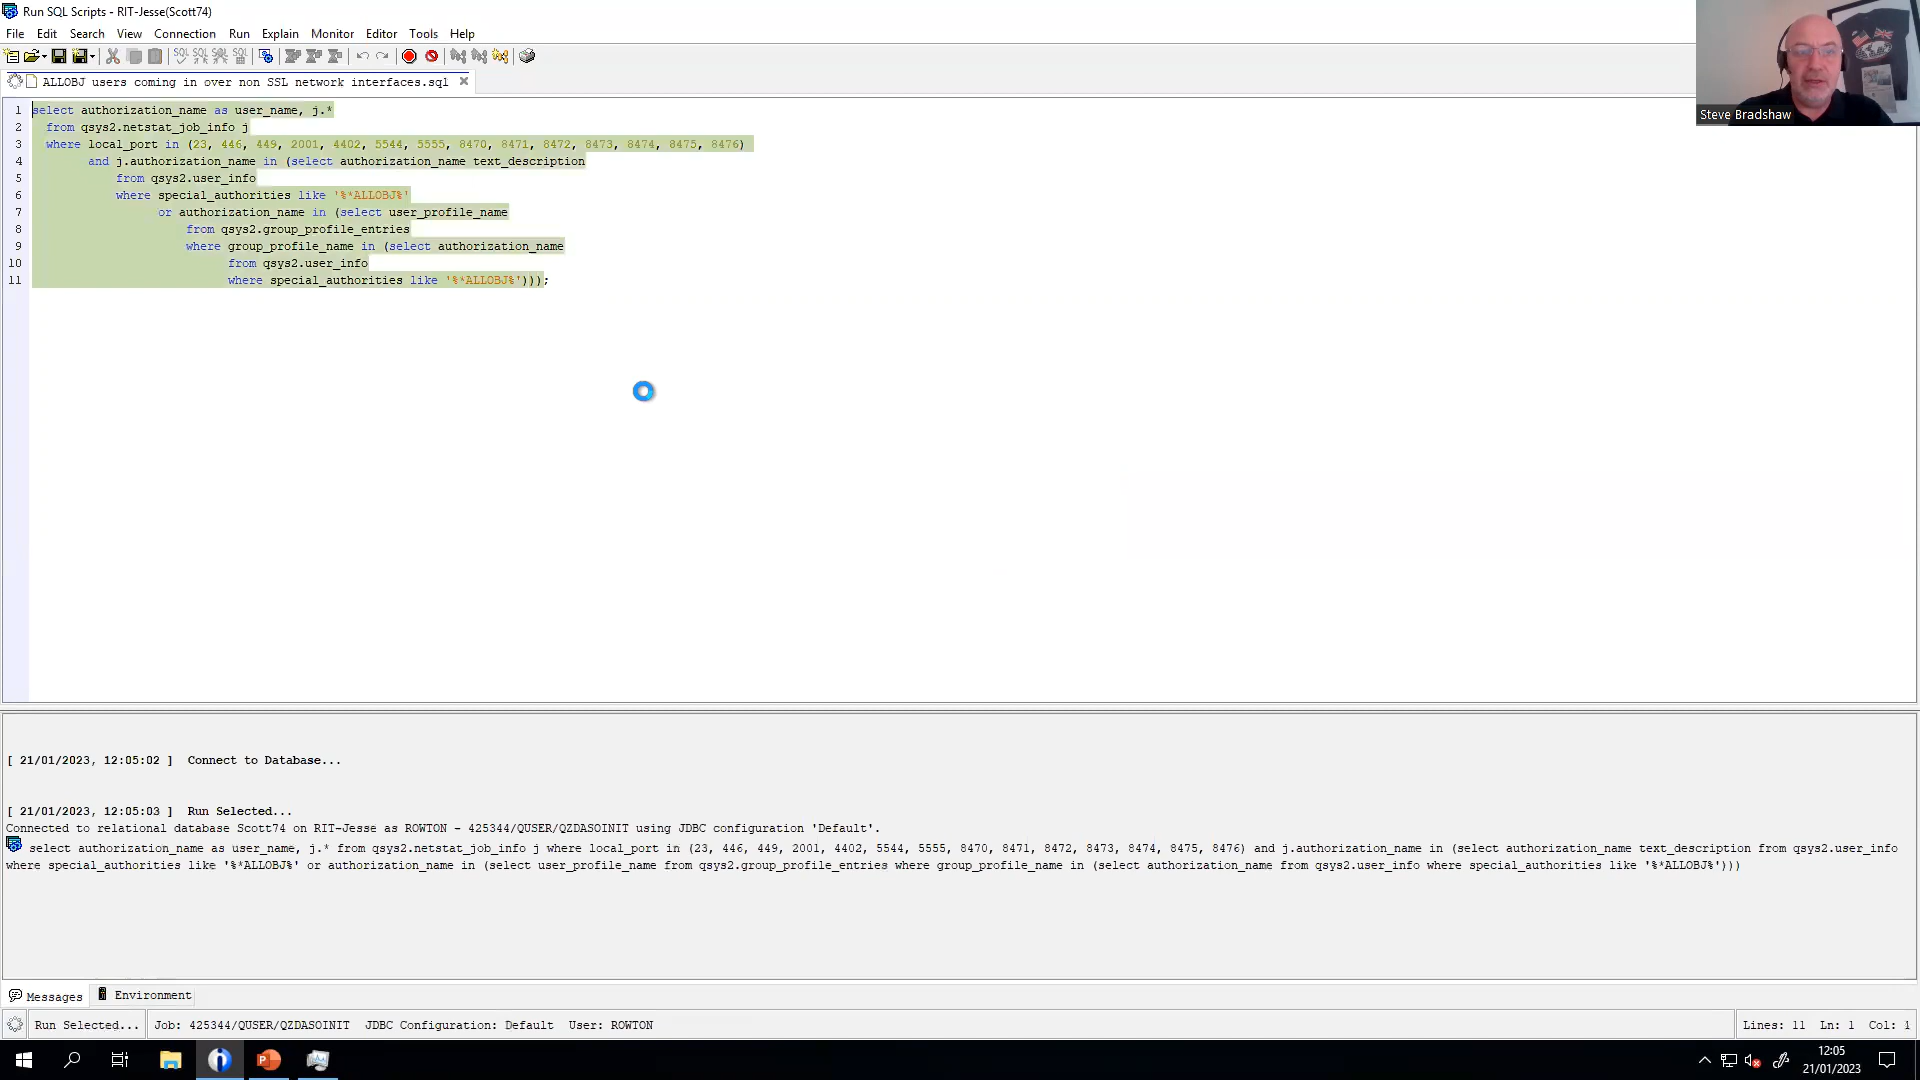 Run SQL Scripts - RIT-Jesse(Scott74)
File Edit Search View Connection Run Explain Monitor Editor Tools Help
ALLOBJ users coming in over non SSL network interfaces.sql
Steve Bradshaw
1 select authorization_name as user_name, j.*
2 from qsys2.netstat_job_info j
3 where local_port in (23, 446, 449, 2001, 4402, 5544, 5555, 8470, 8471, 8472, 8473, 8474, 8475, 8476)
4 and j.authorization_name in (select authorization_name text_description
5 from qsys2.user_info
6 where special_authorities like '%*ALLOBJ%'
7 or authorization_name in (select user_profile_name
8 from qsys2.group_profile_entries
9 where group_profile_name in (select authorization_name
10 from qsys2.user_info
11 where special_authorities like '%*ALLOBJ%')));
[ 21/01/2023, 12:05:02 ] Connect to Database...
[ 21/01/2023, 12:05:03 ] Run Selected...
Connected to relational database Scott74 on RIT-Jesse as ROWTON - 425344/QUSER/QZDASOINIT using JDBC configuration 'Default'.
select authorization_name as user_name, j.* from qsys2.netstat_job_info j where local_port in (23, 446, 449, 2001, 4402, 5544, 5555, 8470, 8471, 8472, 8473, 8474, 8475, 8476) and j.authorization_name in (select authorization_name text_description from qsys2.user_info
where special_authorities like '%*ALLOBJ%' or authorization_name in (select user_profile_name from qsys2.group_profile_entries where group_profile_name in (select authorization_name from qsys2.user_info where special_authorities like '%*ALLOBJ%')))
Messages Environment
Run Selected... Job: 425344/QUSER/QZDASOINIT JDBC Configuration: Default User: ROWTON Lines: 11 Ln: 1 Col: 1
12:05
21/01/2023